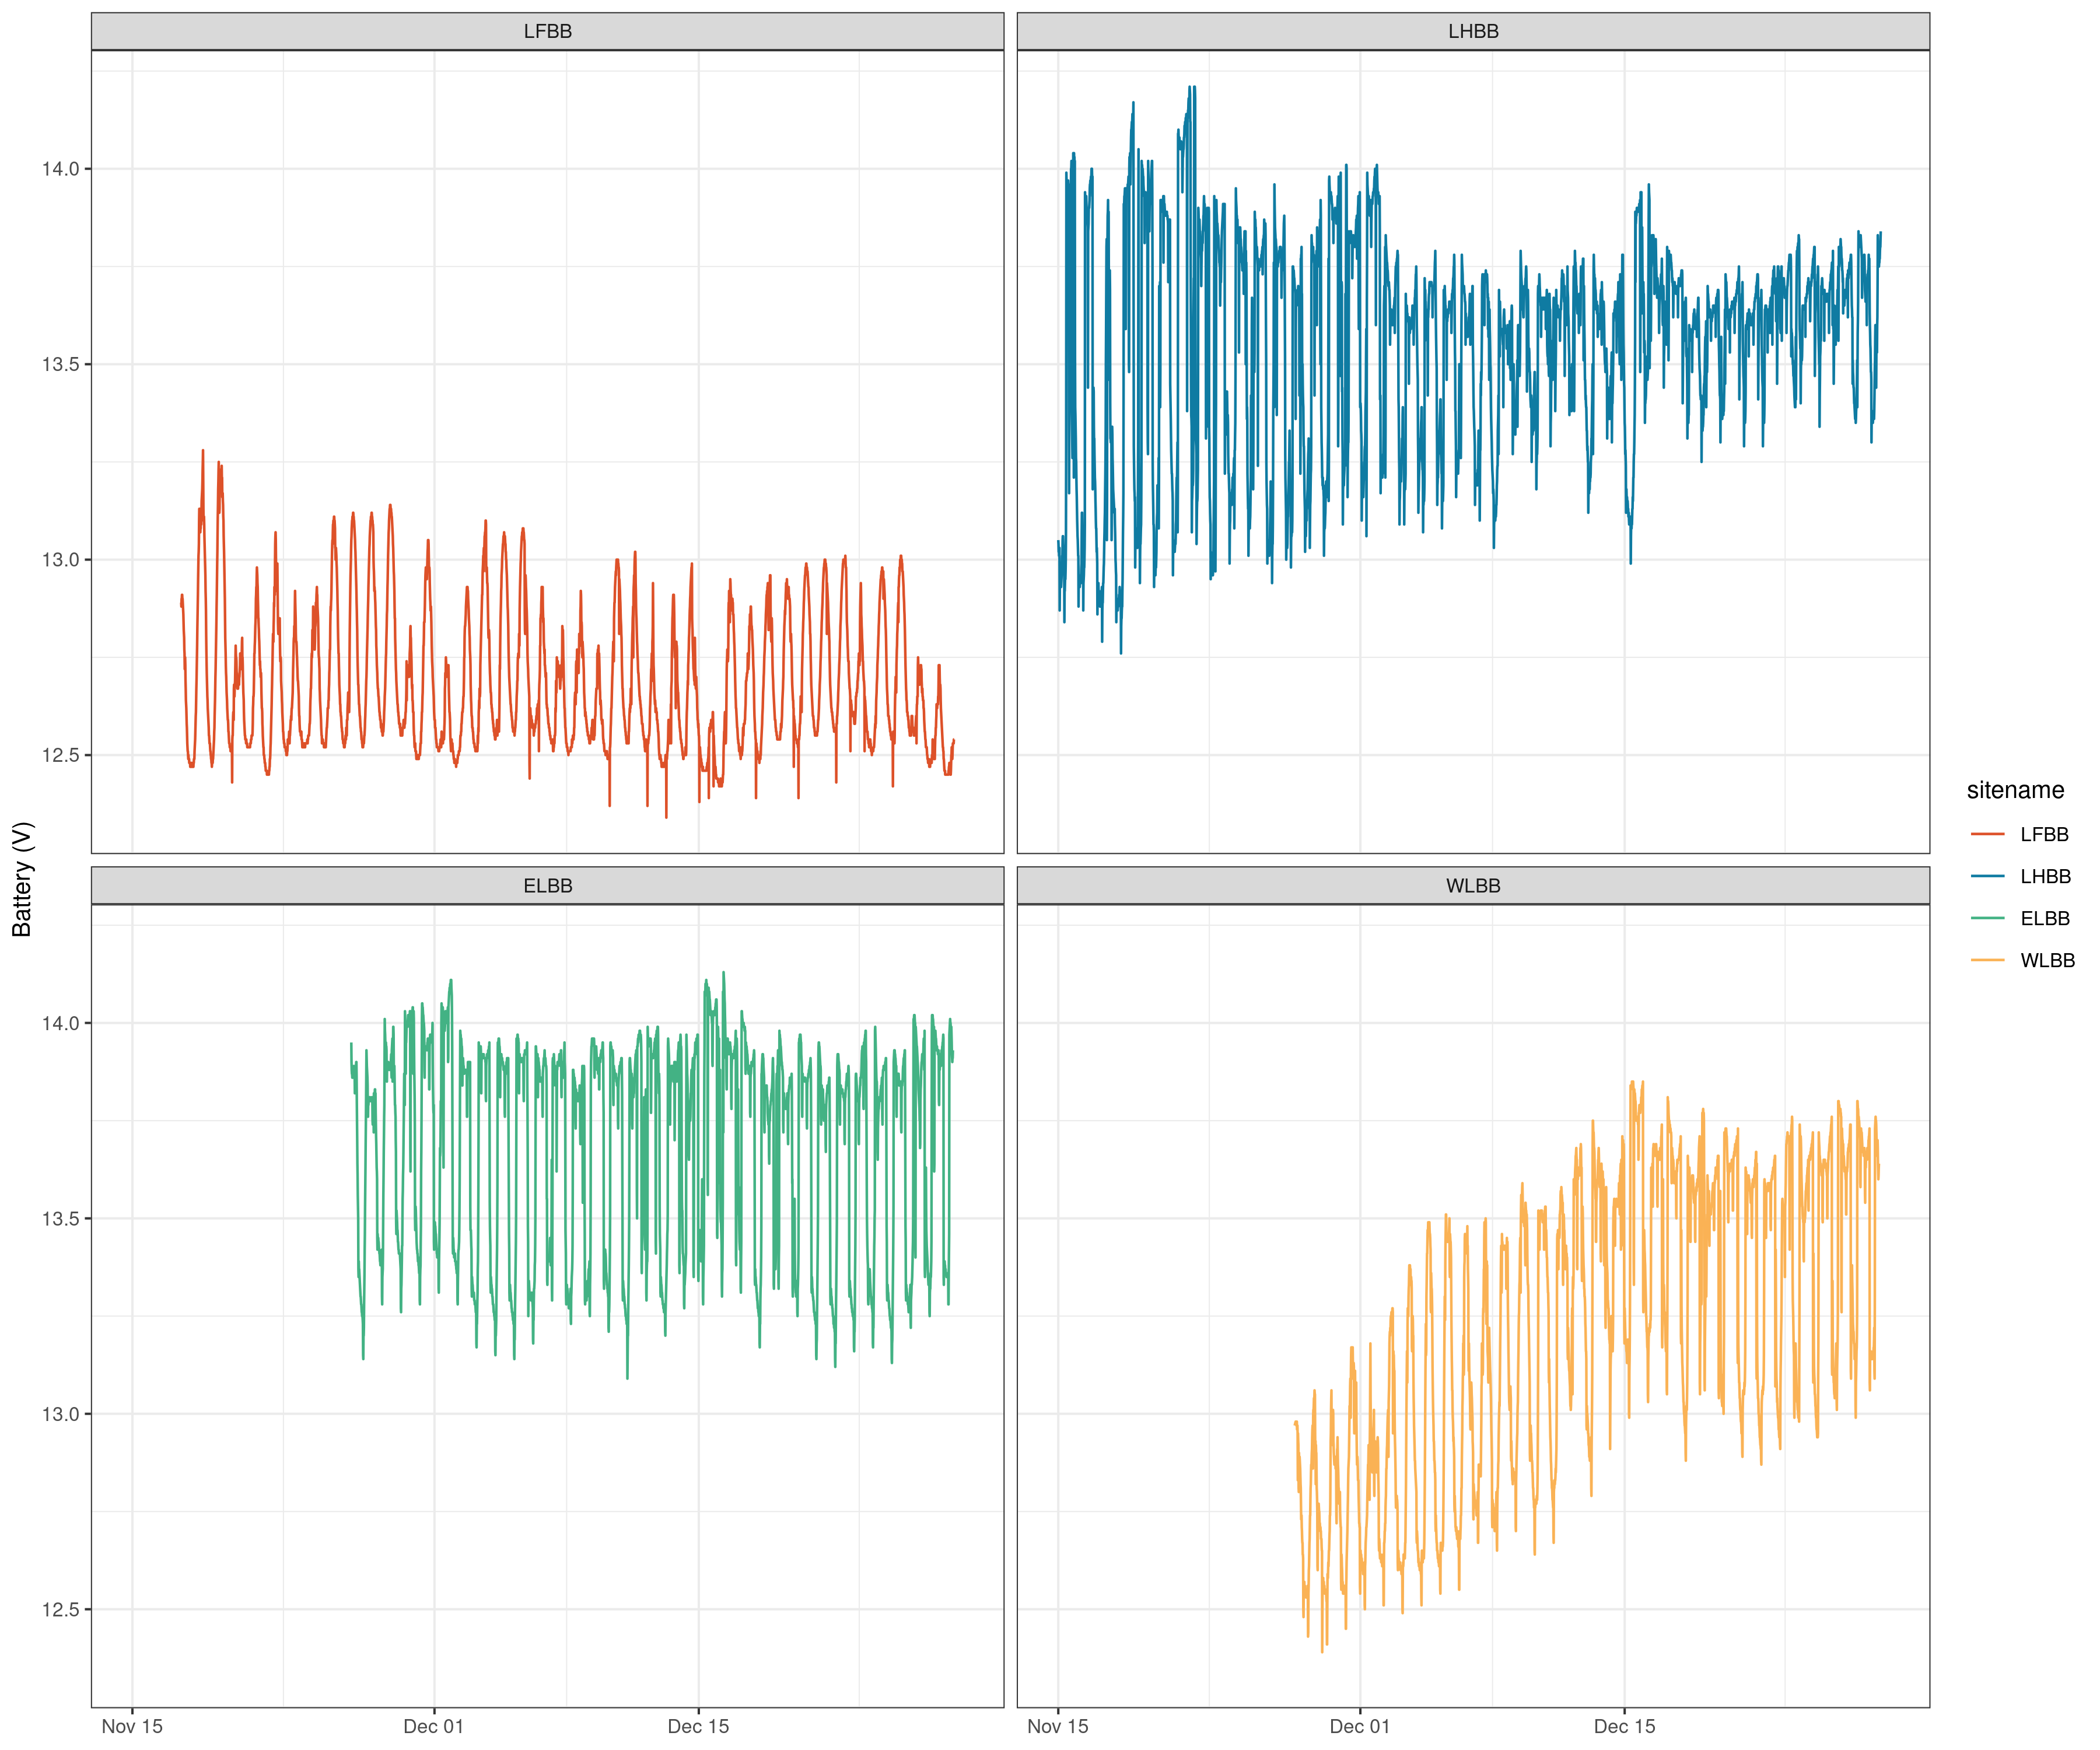 LFBB
LHBB
14.0
13.5
13.0
12.5
ELBB
WLBB
14.0
13.5
13.0
12.5
Nov 15
Dec 01
Dec 15
Nov 15
Dec 01
Dec 15
Battery (V)
sitename
LFBB
LHBB
ELBB
WLBB